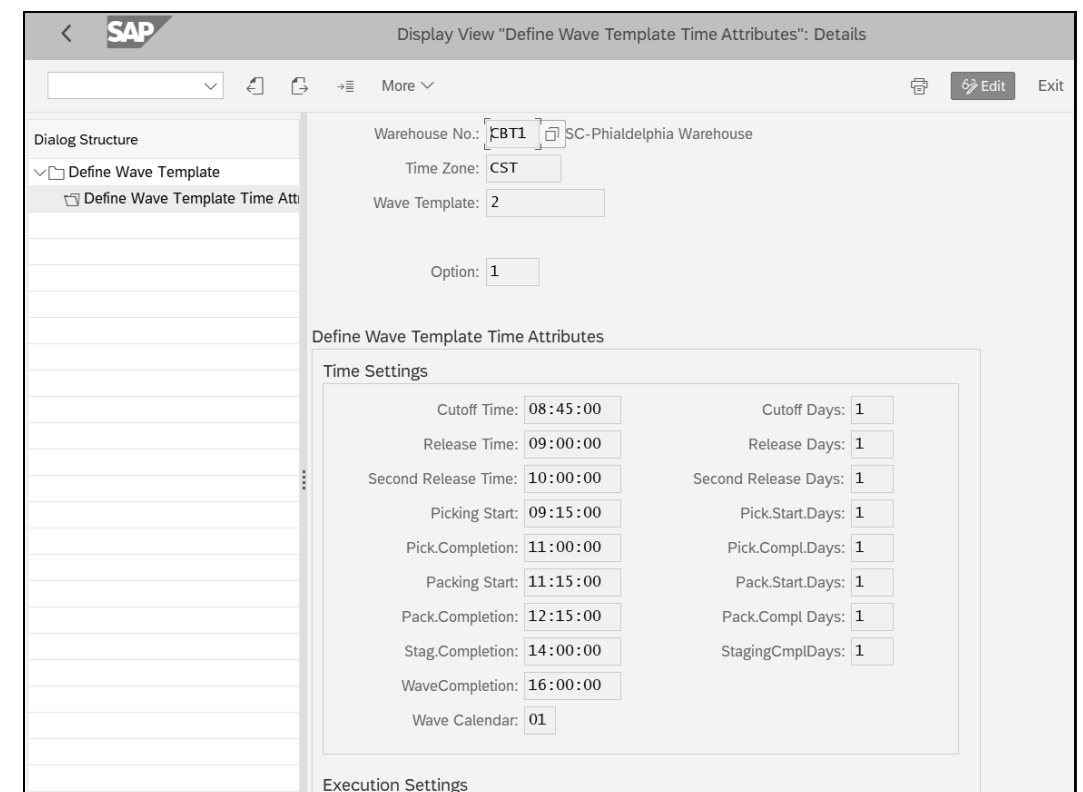 SAP Display View "Define Wave Template Time Attributes": Details
More Edit Exit
Dialog Structure
Define Wave Template
Define Wave Template Time Attı
Warehouse No.: CBT1 SC-Phialdelphia Warehouse
Time Zone: CST
Wave Template: 2
Option: 1
Define Wave Template Time Attributes
Time Settings
Cutoff Time: 08:45:00 Cutoff Days: 1
Release Time: 09:00:00 Release Days: 1
Second Release Time: 10:00:00 Second Release Days: 1
Picking Start: 09:15:00 Pick.Start.Days: 1
Pick.Completion: 11:00:00 Pick.Compl.Days: 1
Packing Start: 11:15:00 Pack.Start.Days: 1
Pack.Completion: 12:15:00 Pack.Compl Days: 1
Stag.Completion: 14:00:00 StagingCmplDays: 1
WaveCompletion: 16:00:00
Wave Calendar: 01
Execution Settings